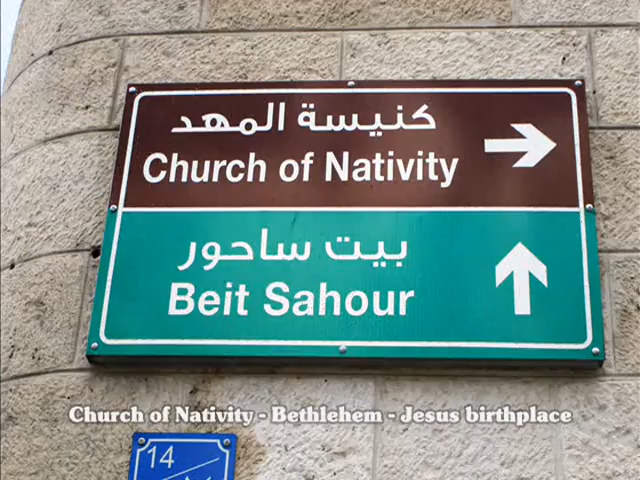 كنيسة المهد
Church of Nativity
بيت ساحور
Beit Sahour
Church of Nativity - Bethlehem - Jesus birthplace
14